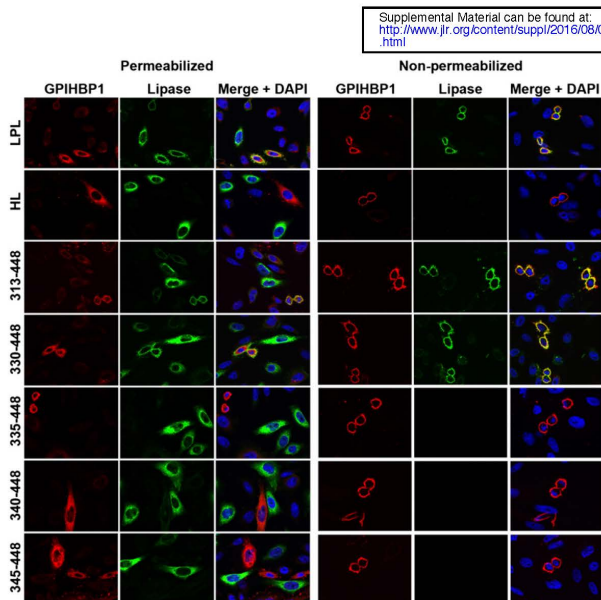 Supplemental Material can be found at:
http://www.jlr.org/content/suppl/2016/08/0
.html
Permeabilized
Non-permeabilized
GPIHBP1 Lipase Merge + DAPI GPIHBP1 Lipase Merge + DAPI
LPL
HL
313-448
330-448
335-448
340-448
345-448